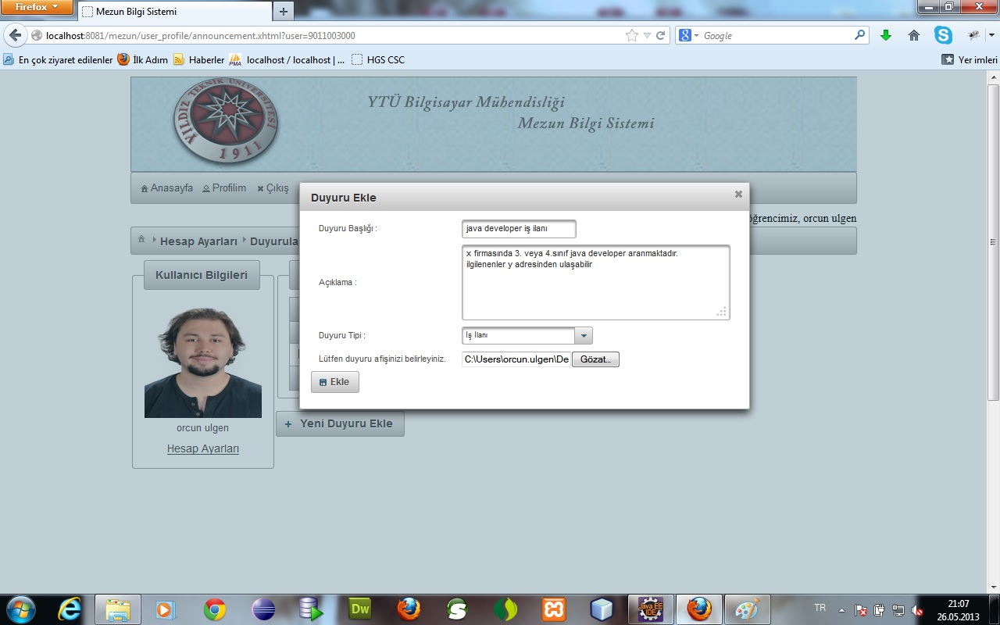 Firefox
Mezun Bilgi Sistemi
localhost:8081/mezun/user_profile/announcement.xhtml?user=9011003000
Google
En çok ziyaret edilenler
İlk Adım
Haberler
PMA
localhost / localhost | ...
HGS CSC
Yer imleri
YILDIZ TEKNİK ÜNİVERSİTESİ
1911
YTÜ Bilgisayar Mühendisliği
Mezun Bilgi Sistemi
Anasayfa
Profilim
Çıkış
öğrencimiz, orcun ulgen
Hesap Ayarları
Duyurula
Kullanıcı Bilgileri
orcun ulgen
Hesap Ayarları
Duyuru Ekle
Duyuru Başlığı :
java developer iş ilanı
Açıklama :
x firmasında 3. veya 4.sınıf java developer aranmaktadır.
ilgilenenler y adresinden ulaşabilir
Duyuru Tipi :
İş İlanı
Lütfen duyuru afişinizi belirleyiniz.
C:\Users\orcun.ulgen\De
Gözat..
Ekle
Yeni Duyuru Ekle
Dw
Java EE
IDE
TR
21:07
26.05.2013